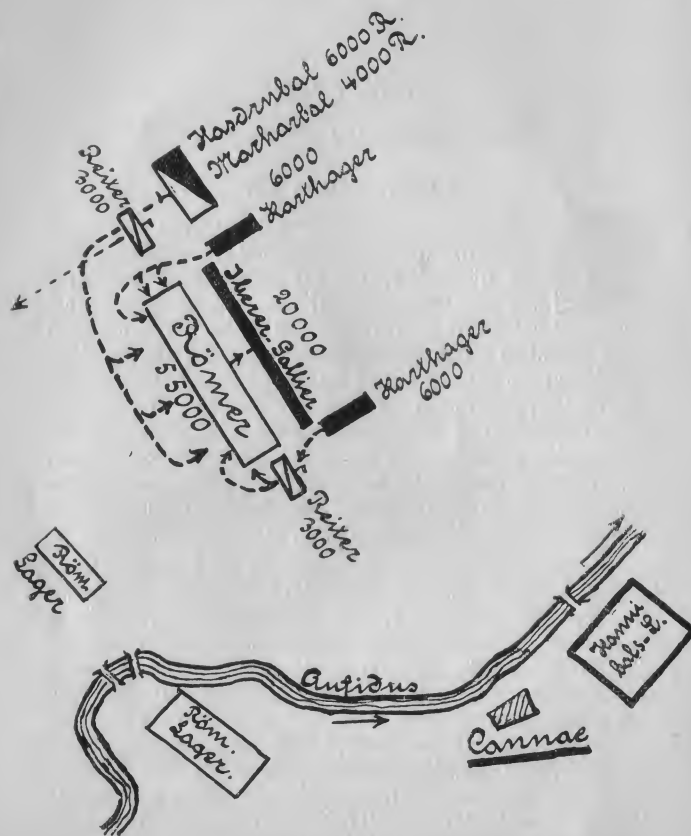 Hasdrubal 6000 R.
Marharbal 4000 R.
Reiter
3000
6000
Karthager
20000
Iberer-Gallier
Römer
55000
Karthager
6000
Reiter
3000
Röm.
Lager
Hanni
bals-L.
Aufidus
Röm.
Lager.
Cannae